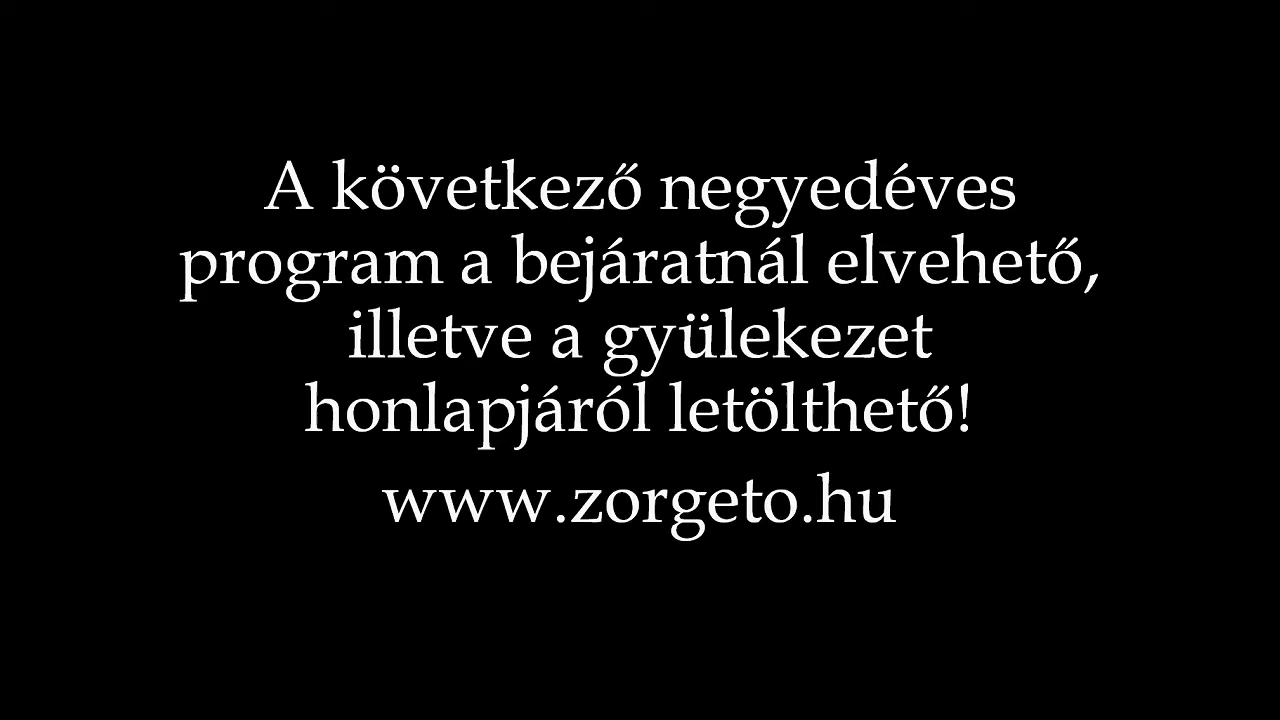 A következő negyedéves
program a bejáratnál elvehető,
illetve a gyülekezet
honlapjáról letölthető!
www.zorgeto.hu